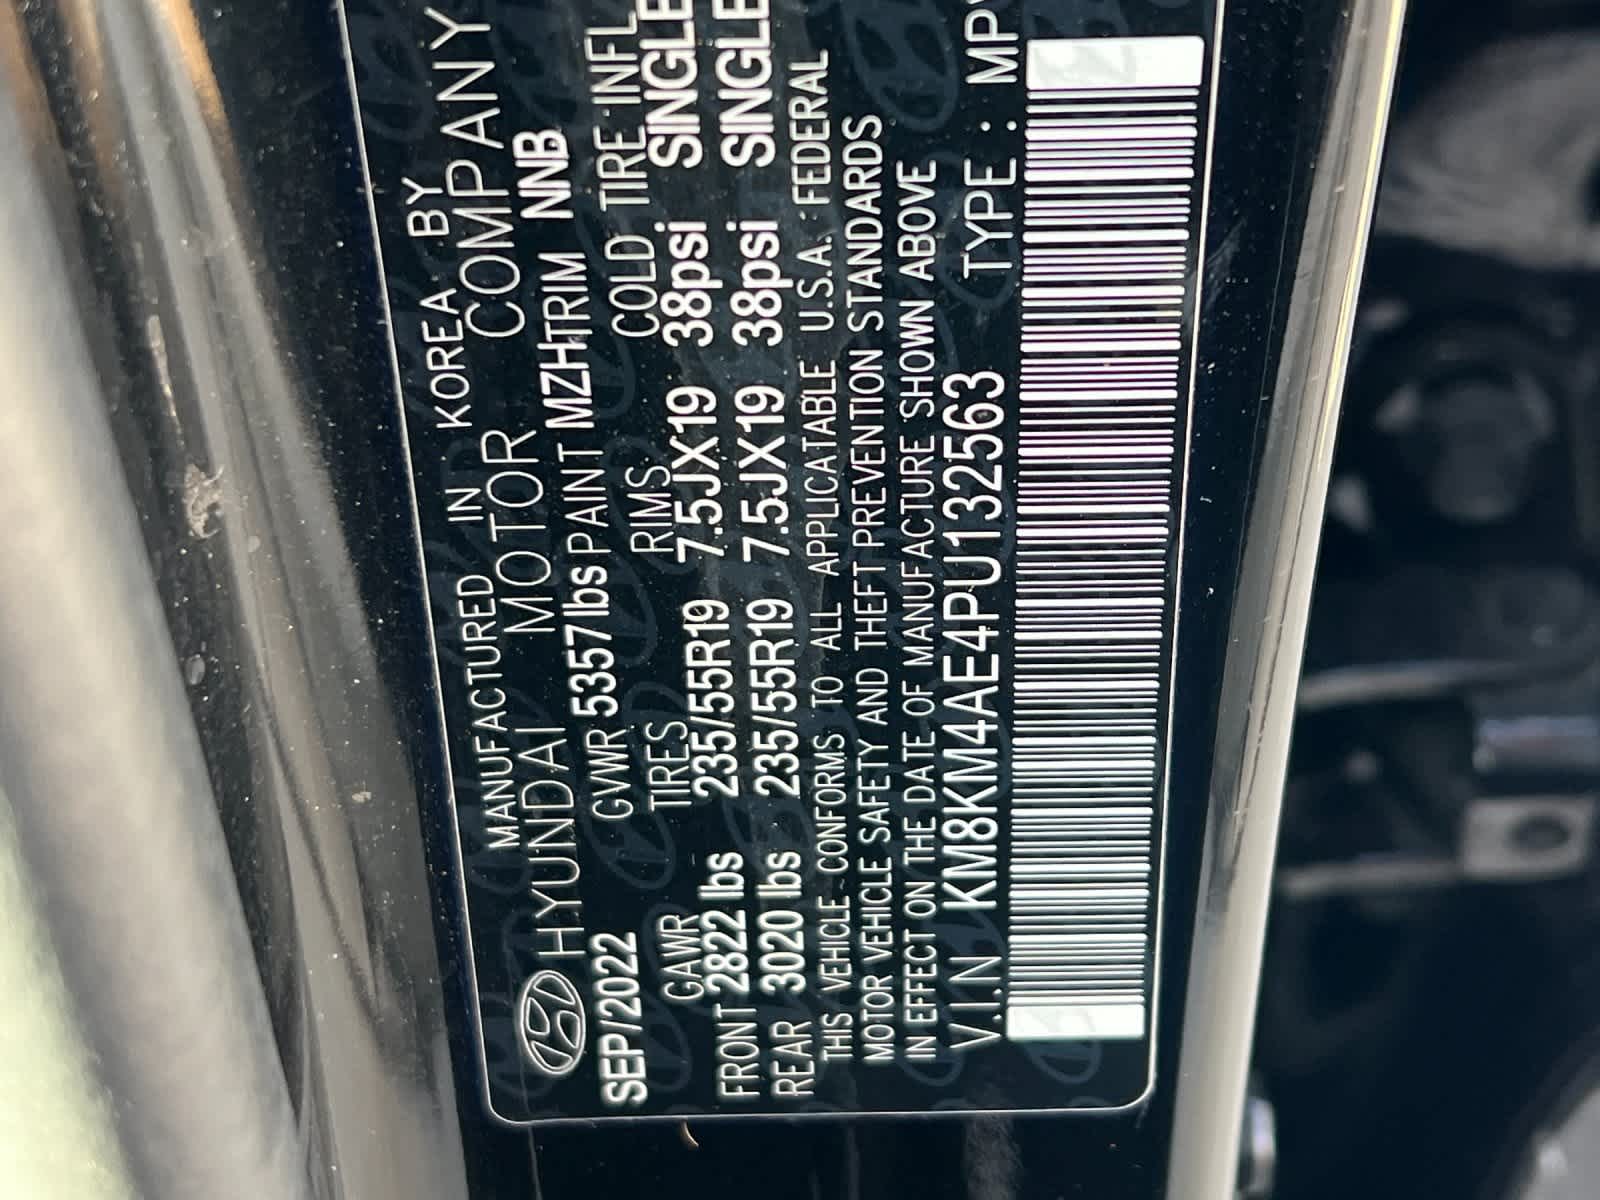 MANUFACTURED IN KOREA BY
HYUNDAI MOTOR COMPANY
SEP/2022 GVWR 5357lbs PAINT MZH TRIM NNB
GAWR TIRES RIMS COLD TIRE INFL
FRONT 2822 lbs 235/55R19 7.5JX19 38psi SINGLE
REAR 3020 lbs 235/55R19 7.5JX19 38psi SINGLE
THIS VEHICLE CONFORMS TO ALL APPLICATABLE U.S.A. FEDERAL
MOTOR VEHICLE SAFETY AND THEFT PREVENTION STANDARDS
IN EFFECT ON THE DATE OF MANUFACTURE SHOWN ABOVE
V.I.N KM8KM4AE4PU132563 TYPE : MPV